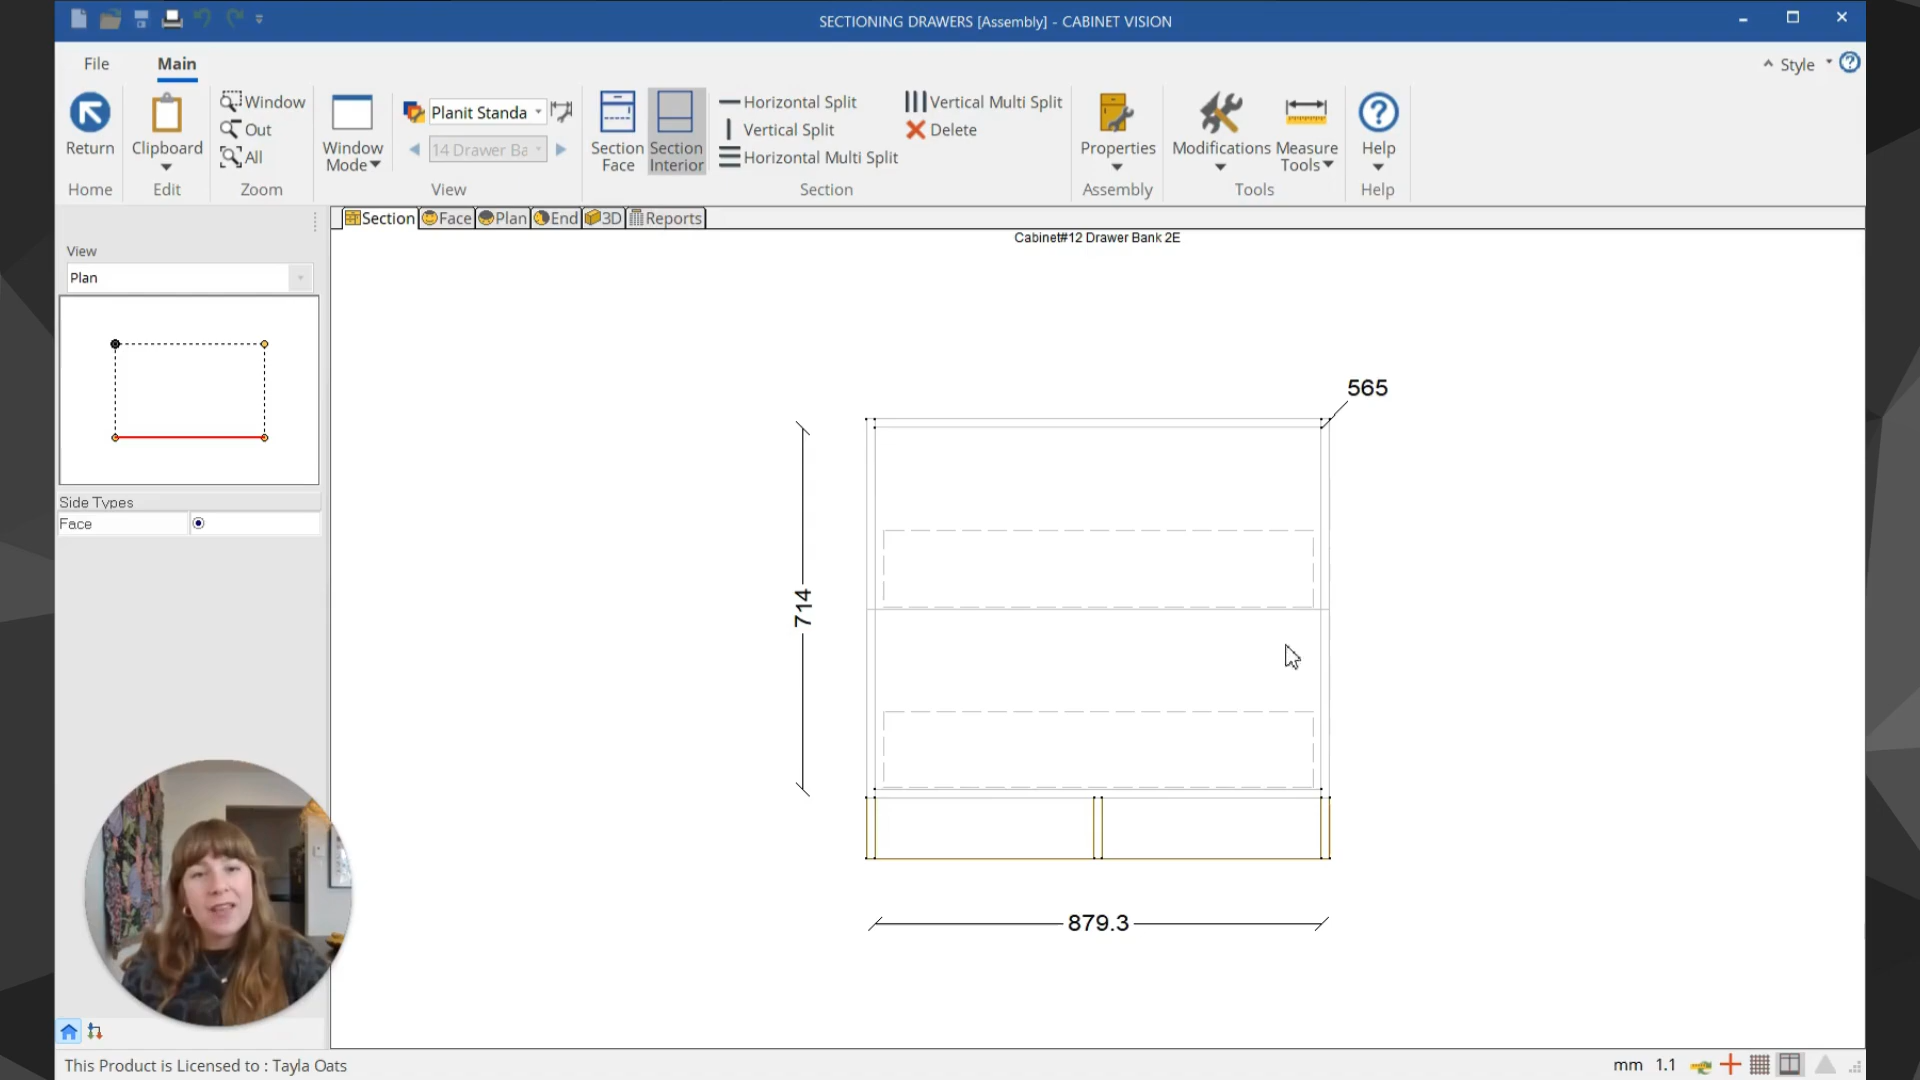 SECTIONING DRAWERS [Assembly] - CABINET VISION
File
Main
Style
Return
Home
Clipboard
Edit
Window
Out
All
Zoom
Window
Mode
Planit Standa
14 Drawer Ba
View
Section
Face
Section
Interior
Horizontal Split
Vertical Split
Horizontal Multi Split
Vertical Multi Split
Delete
Section
Properties
Assembly
Modifications
Measure
Tools
Tools
Help
Help
Section
Face
Plan
End
3D
Reports
Cabinet#12 Drawer Bank 2E
View
Plan
Side Types
Face
565
714
879.3
This Product is Licensed to : Tayla Oats
mm 1.1